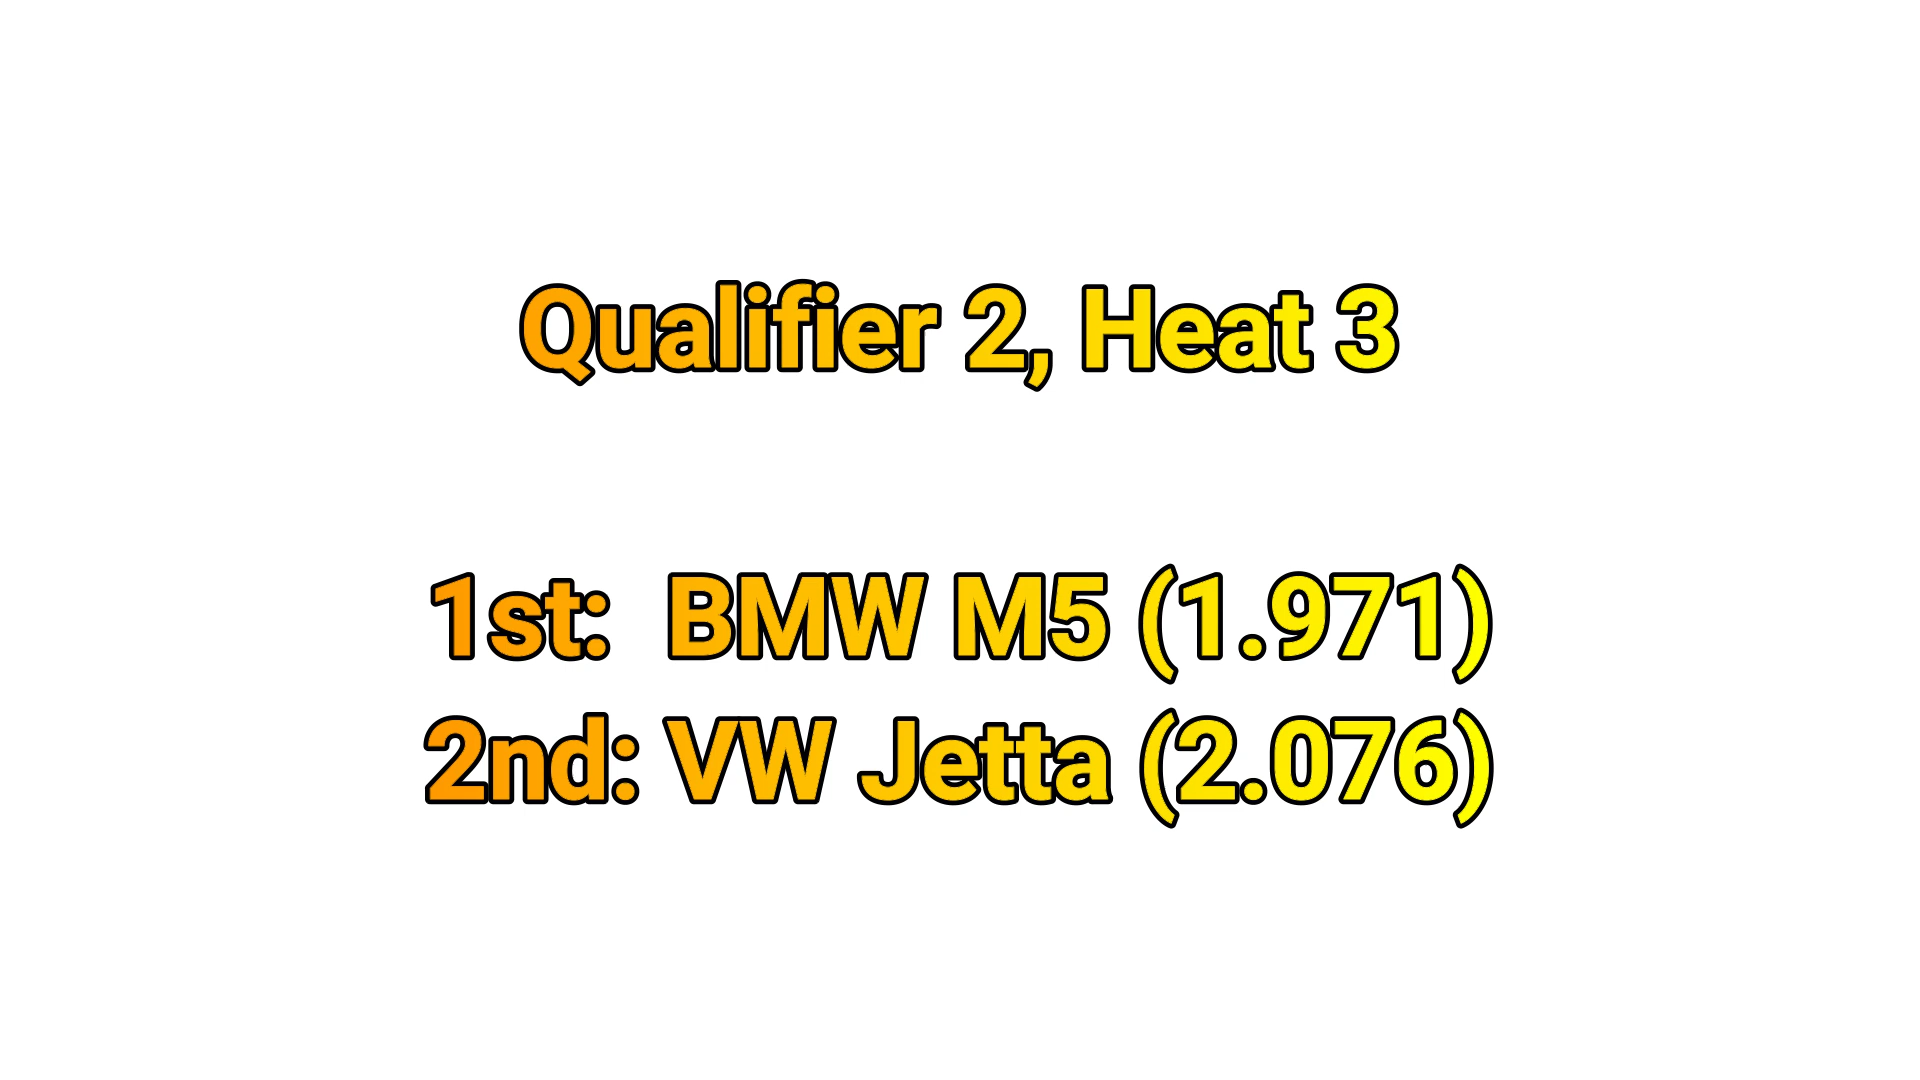 Qualifier 2, Heat 3
1st:  BMW M5 (1.971)
2nd: VW Jetta (2.076)